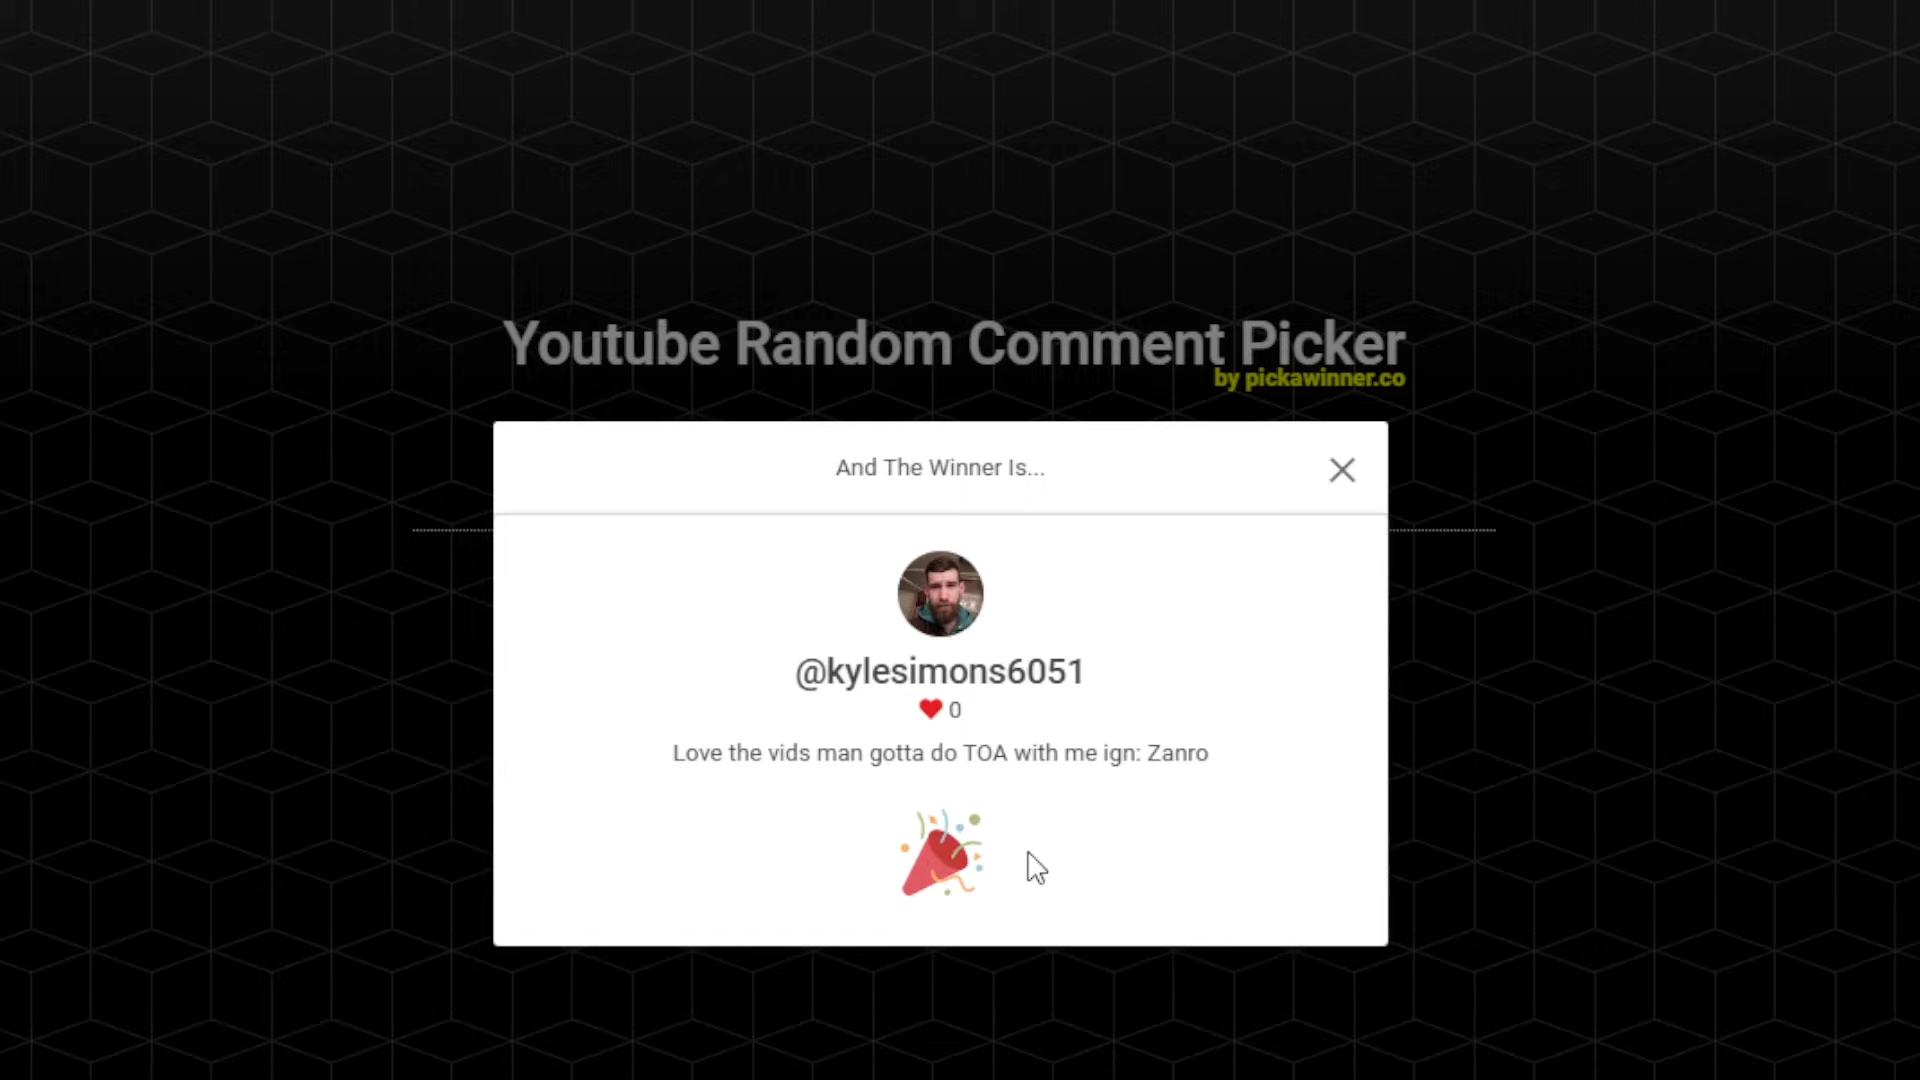 Youtube Random Comment Picker
by pickawinner.co
And The Winner Is...
@kylesimons6051
0
Love the vids man gotta do TOA with me ign: Zanro